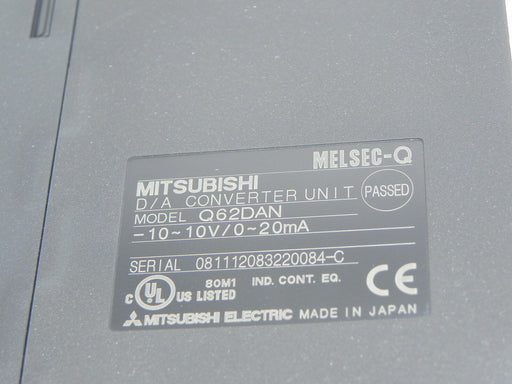 MELSEC-Q
MITSUBISHI
D/A CONVERTER UNIT PASSED
MODEL Q62DAN
-10~10V/0~20mA
SERIAL 081112083220084-C
80M1 IND. CONT. EQ.
C UL US LISTED CE
MITSUBISHI ELECTRIC MADE IN JAPAN